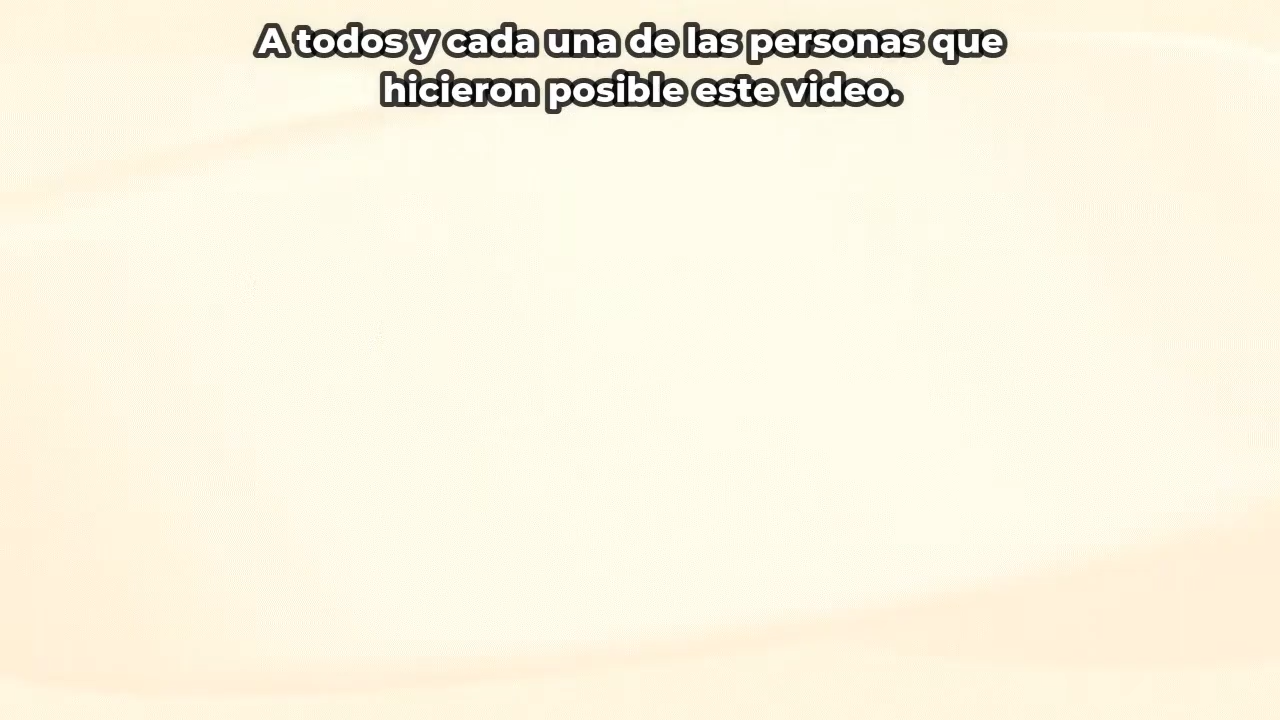 A todos y cada una de las personas que
hicieron posible este video.